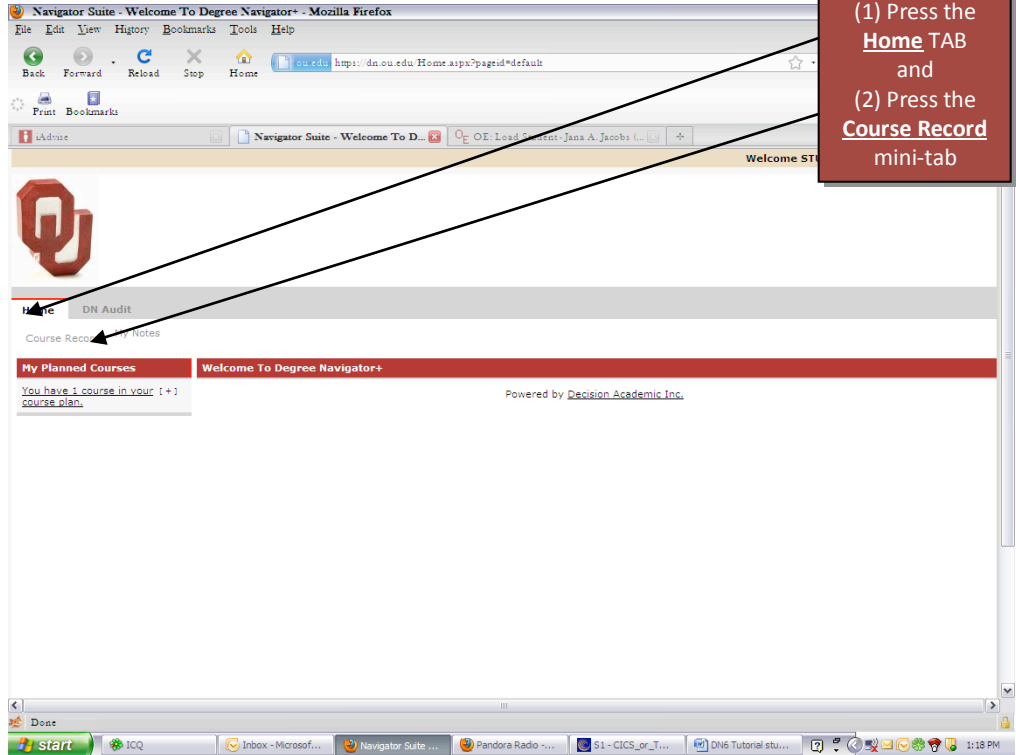 Navigator Suite - Welcome To Degree Navigator+ - Mozilla Firefox
File Edit View History Bookmarks Tools Help
Back Forward Reload Stop Home
ou.edu https://dn.ou.edu/Home.aspx?pageid=default
Print Bookmarks
iAdvise
Navigator Suite - Welcome To D...
OE: Load Student - Jana A. Jacobs (...
(1) Press the
Home TAB
and
(2) Press the
Course Record
mini-tab
Welcome
OU
Home DN Audit
Course Record My Notes
My Planned Courses
Welcome To Degree Navigator+
You have 1 course in your [+]
course plan.
Powered by Decision Academic Inc.
Done
start
ICQ
Inbox - Microsof...
Navigator Suite ...
Pandora Radio -...
S1 - CICS_or_T...
DN6 Tutorial stu...
1:18 PM